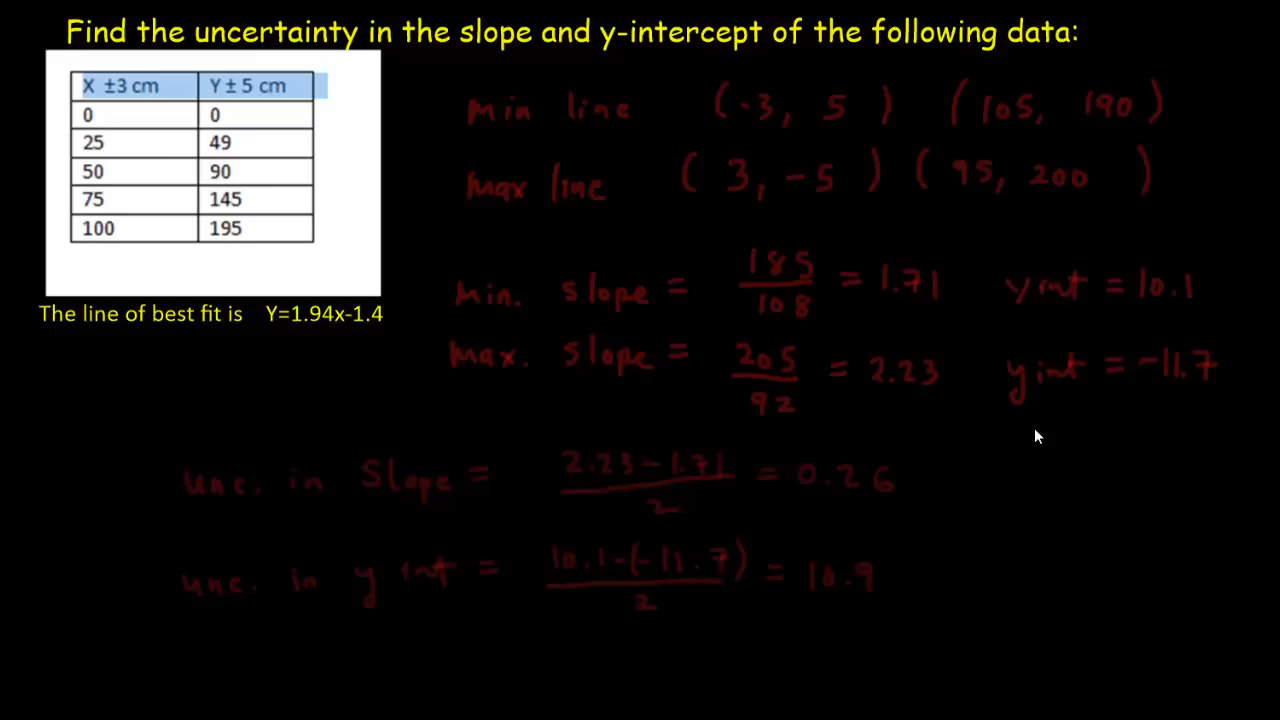 Find the uncertainty in the slope and y-intercept of the following data:
X ±3 cm Y ± 5 cm
0 0
25 49
50 90
75 145
100 195
The line of best fit is Y=1.94x-1.4
min line (-3, 5) (105, 190)
max line (3, -5) (95, 200)
min. slope = 185/108 = 1.71 y int = 10.1
max. slope = 205/92 = 2.23 y int = -11.7
unc. in Slope = 2.23-1.71/2 = 0.26
unc. in y int = 10.1-(-11.7)/2 = 10.9